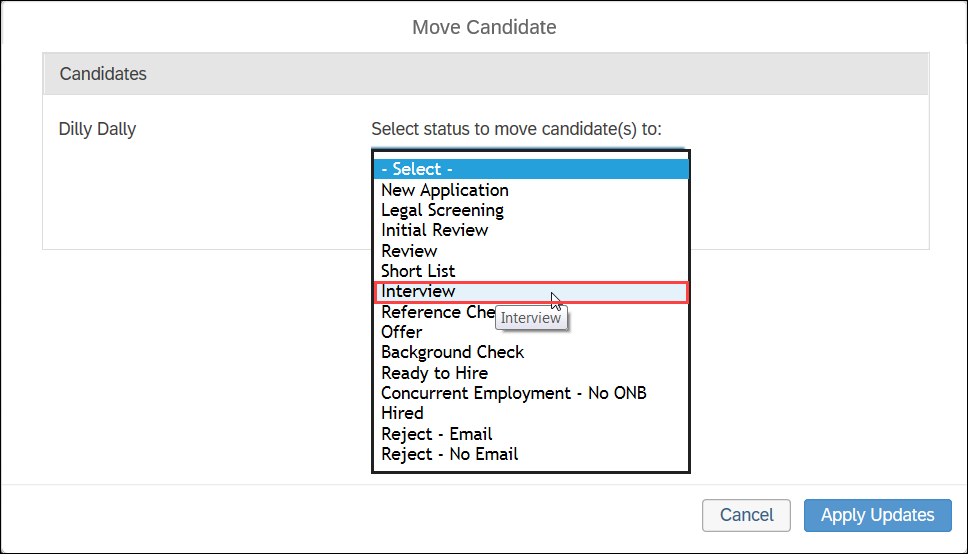 Move Candidate
Candidates
Dilly Dally
Select status to move candidate(s) to:
- Select -
New Application
Legal Screening
Initial Review
Review
Short List
Interview
Reference Che
Interview
Offer
Background Check
Ready to Hire
Concurrent Employment - No ONB
Hired
Reject - Email
Reject - No Email
Cancel
Apply Updates